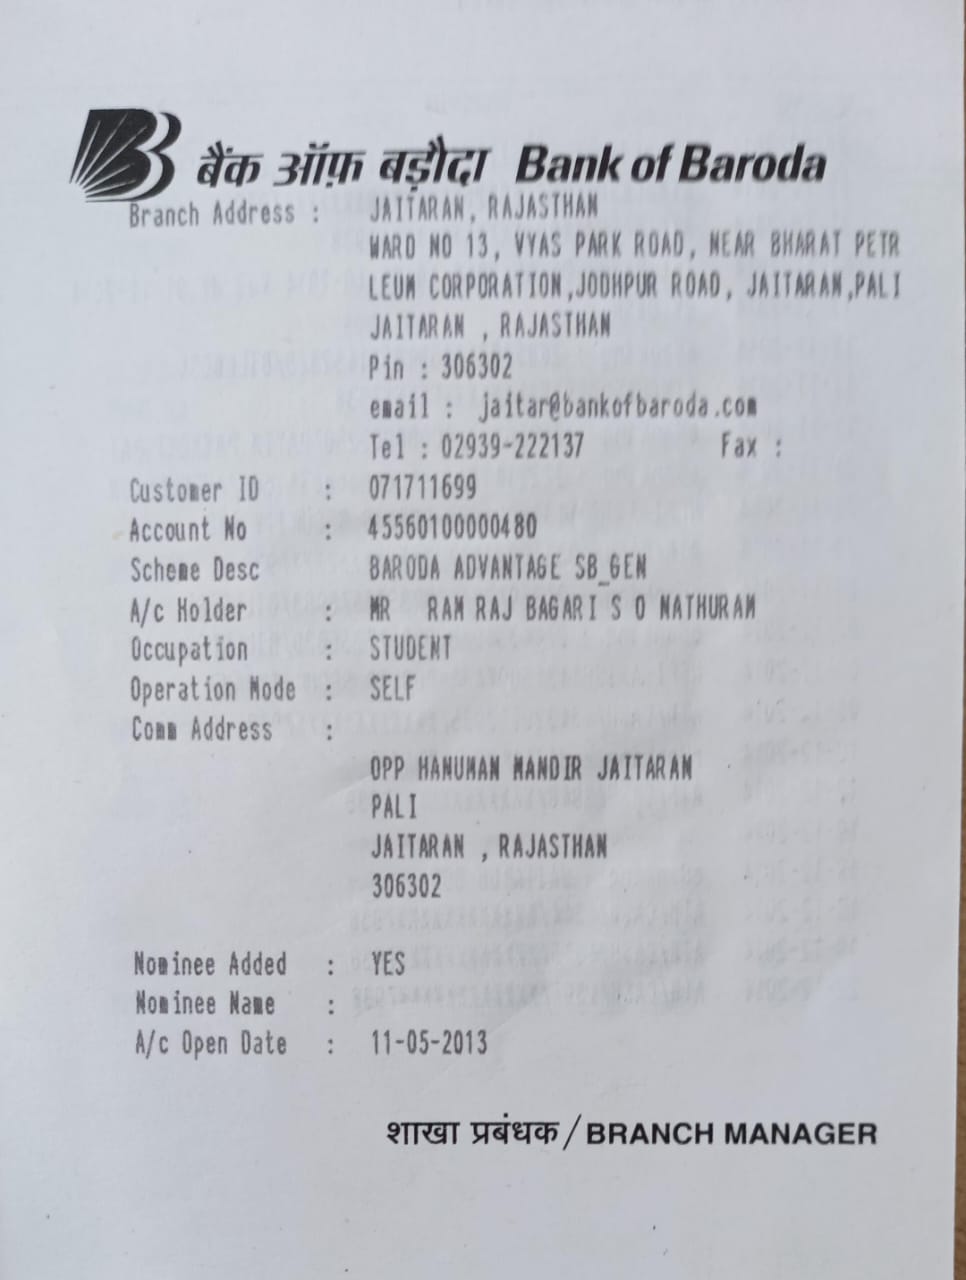 बैंक ऑफ़ बड़ौदा Bank of Baroda
Branch Address : JAITARAN, RAJASTHAN
WARD NO 13, VYAS PARK ROAD, NEAR BHARAT PETR
LEUM CORPORATION,JODHPUR ROAD, JAITARAN,PALI
JAITARAN , RAJASTHAN
Pin : 306302
email : jaitar@bankofbaroda.com
Tel : 02939-222137 Fax :
Customer ID : 071711699
Account No : 45560100000480
Scheme Desc BARODA ADVANTAGE SB_GEN
A/c Holder : MR RAM RAJ BAGARI S O NATHURAM
Occupation : STUDENT
Operation Mode : SELF
Comm Address :
OPP HANUMAN MANDIR JAITARAN
PALI
JAITARAN , RAJASTHAN
306302
Nominee Added : YES
Nominee Name :
A/c Open Date : 11-05-2013
शाखा प्रबंधक/BRANCH MANAGER